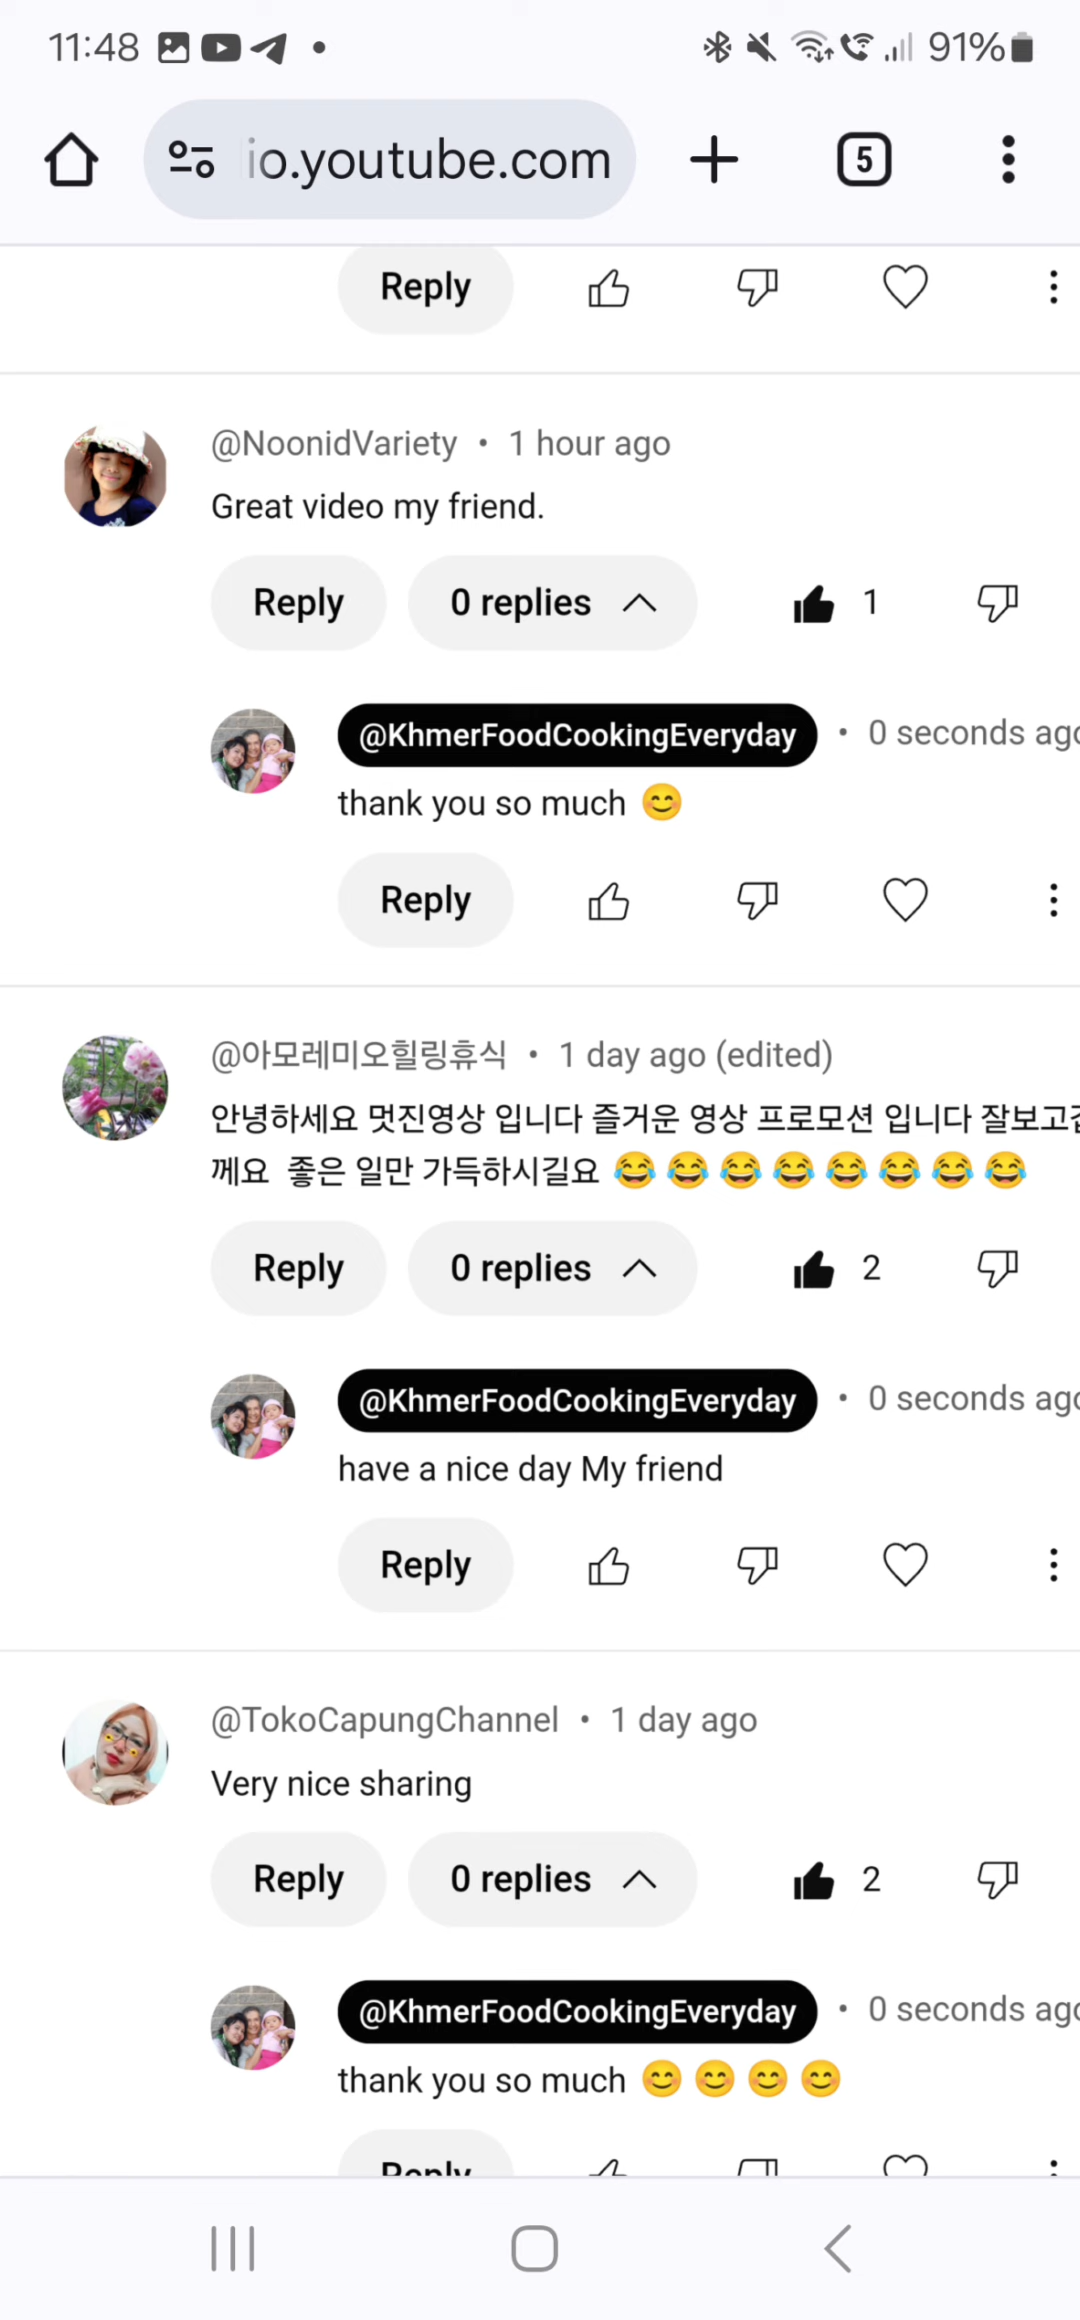 11:48
91%
io.youtube.com
5
Reply
@NoonidVariety • 1 hour ago
Great video my friend.
Reply
0 replies
1
@KhmerFoodCookingEveryday • 0 seconds ago
thank you so much 😊
Reply
@아모레미오힐링휴식 • 1 day ago (edited)
안녕하세요 멋진영상 입니다 즐거운 영상 프로모션 입니다 잘보고갑
께요 좋은 일만 가득하시길요 😂😂😂😂😂😂😂😂
Reply
0 replies
2
@KhmerFoodCookingEveryday • 0 seconds ago
have a nice day My friend
Reply
@TokoCapungChannel • 1 day ago
Very nice sharing
Reply
0 replies
2
@KhmerFoodCookingEveryday • 0 seconds ago
thank you so much 😊😊😊😊
Reply